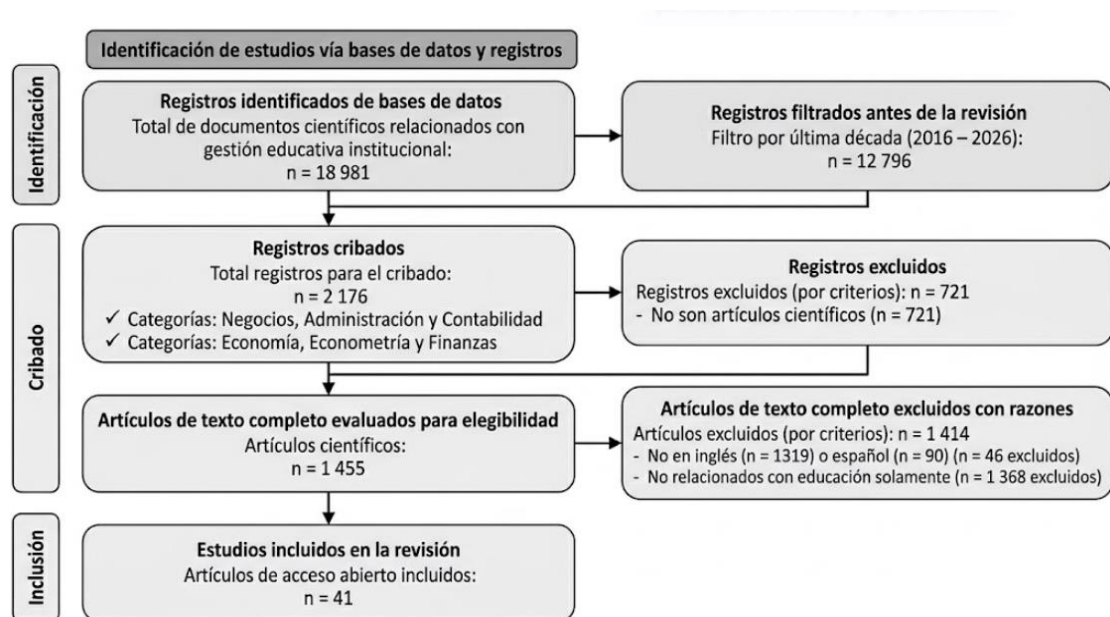 Identificación de estudios vía bases de datos y registros
Identificación
Registros identificados de bases de datos
Total de documentos científicos relacionados con
gestión educativa institucional:
n = 18 981
Registros filtrados antes de la revisión
Filtro por última década (2016 – 2026):
n = 12 796
Cribado
Registros cribados
Total registros para el cribado:
n = 2 176
✓ Categorías: Negocios, Administración y Contabilidad
✓ Categorías: Economía, Econometría y Finanzas
Registros excluidos
Registros excluidos (por criterios): n = 721
- No son artículos científicos (n = 721)
Artículos de texto completo evaluados para elegibilidad
Artículos científicos:
n = 1 455
Artículos de texto completo excluidos con razones
Artículos excluidos (por criterios): n = 1 414
- No en inglés (n = 1319) o español (n = 90) (n = 46 excluidos)
- No relacionados con educación solamente (n = 1 368 excluidos)
Inclusión
Estudios incluidos en la revisión
Artículos de acceso abierto incluidos:
n = 41